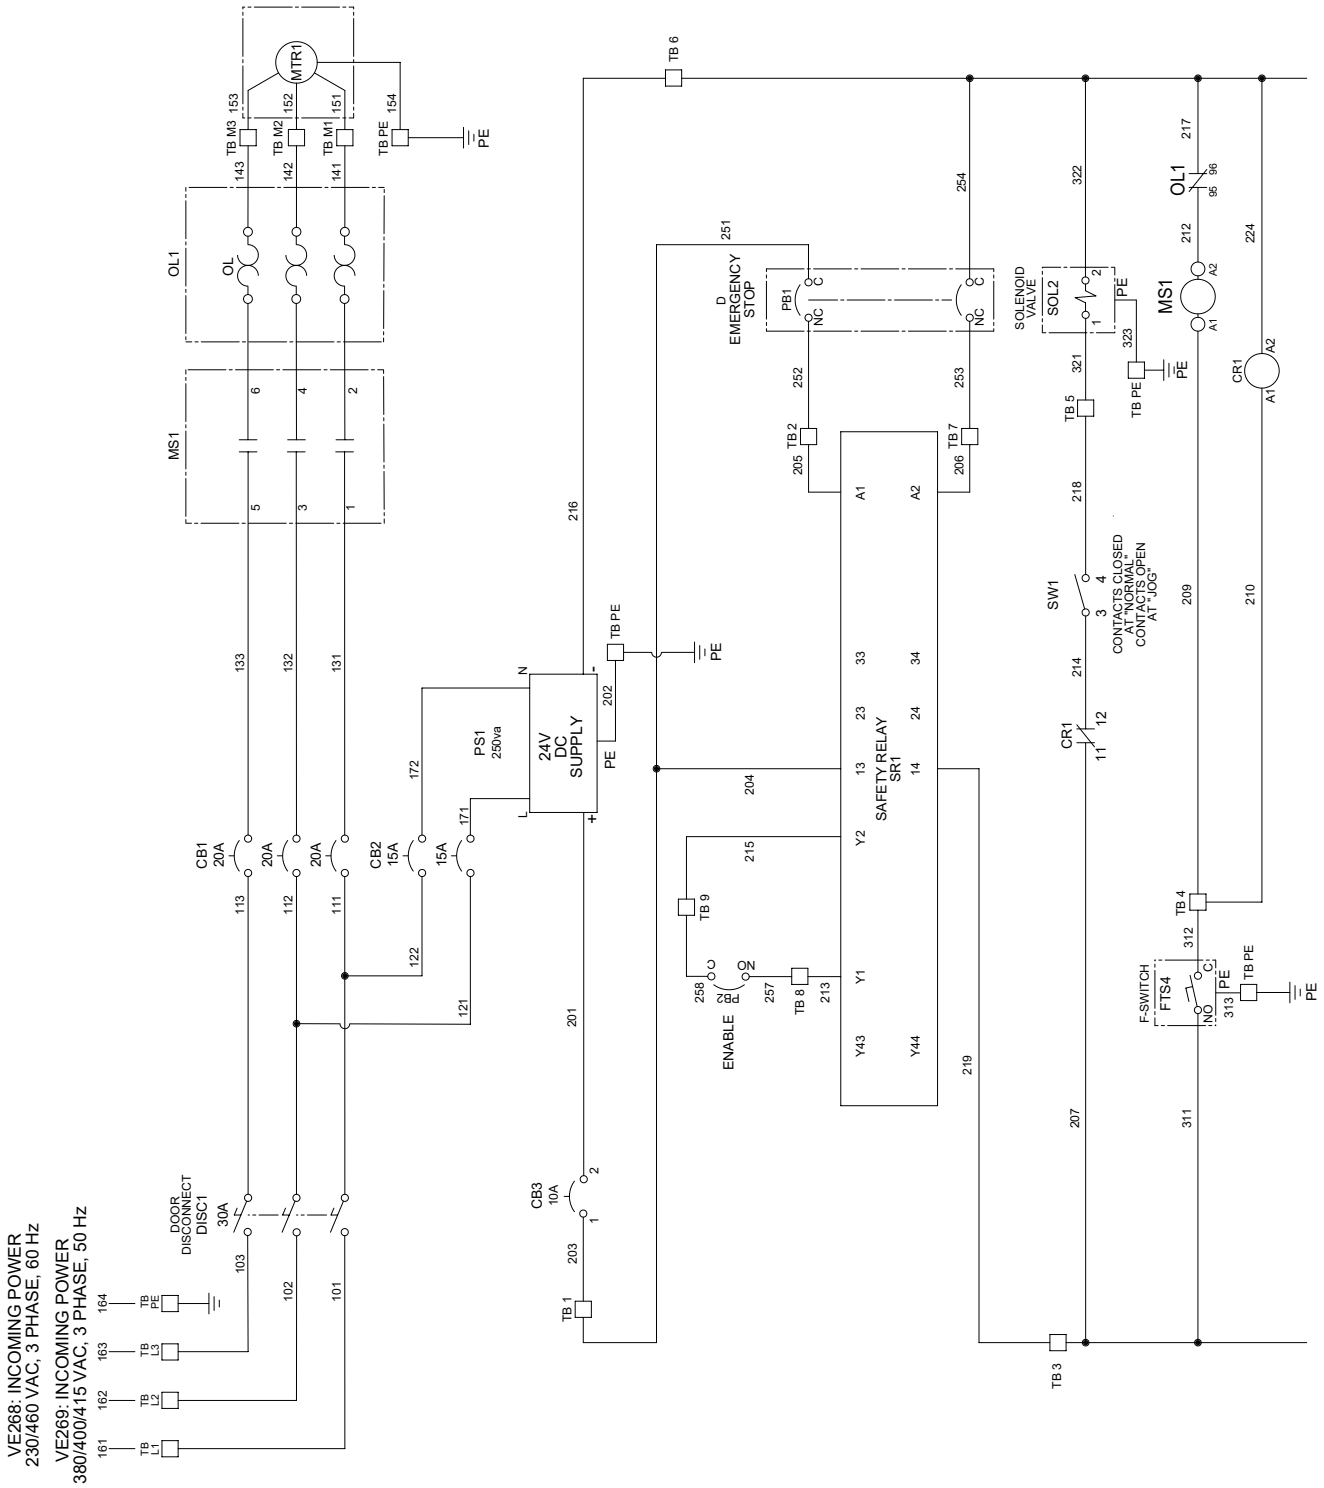 VE268: INCOMING POWER
230/460 VAC, 3 PHASE, 60 Hz
VE269: INCOMING POWER
380/400/415 VAC, 3 PHASE, 50 Hz
161
162
163
164
TB
L1
TB
L2
TB
L3
TB
PE
DOOR
DISCONNECT
DISC1
30A
103
102
101
113
112
111
CB1
20A
20A
20A
122
121
CB2
15A
15A
172
171
133
132
131
MS1
5
3
1
6
4
2
OL1
OL
143
142
141
TB M3
TB M2
TB M1
TB PE
153
152
151
154
MTR1
PE
PS1
250va
L
N
24V
DC
SUPPLY
+
-
PE
202
TB PE
PE
TB 1
203
CB3
10A
1
2
201
216
TB 6
251
204
215
TB 9
258
C
NO
PB2
257
ENABLE
TB 8
213
Y43
Y44
Y1
Y2
13
14
23
24
33
34
A1
A2
SAFETY RELAY
SR1
205
TB 2
206
TB 7
252
253
D
EMERGENCY
STOP
PB1
NC
C
NC
C
254
219
TB 3
207
CR1
11
12
214
SW1
3
4
CONTACTS CLOSED
AT "NORMAL"
CONTACTS OPEN
AT "JOG"
218
TB 5
321
SOLENOID
VALVE
SOL2
1
2
PE
323
TB PE
PE
322
311
F-SWITCH
FTS4
NO
C
PE
313
TB PE
PE
312
TB 4
209
MS1
A1
A2
212
OL1
95
96
217
210
CR1
A1
A2
224